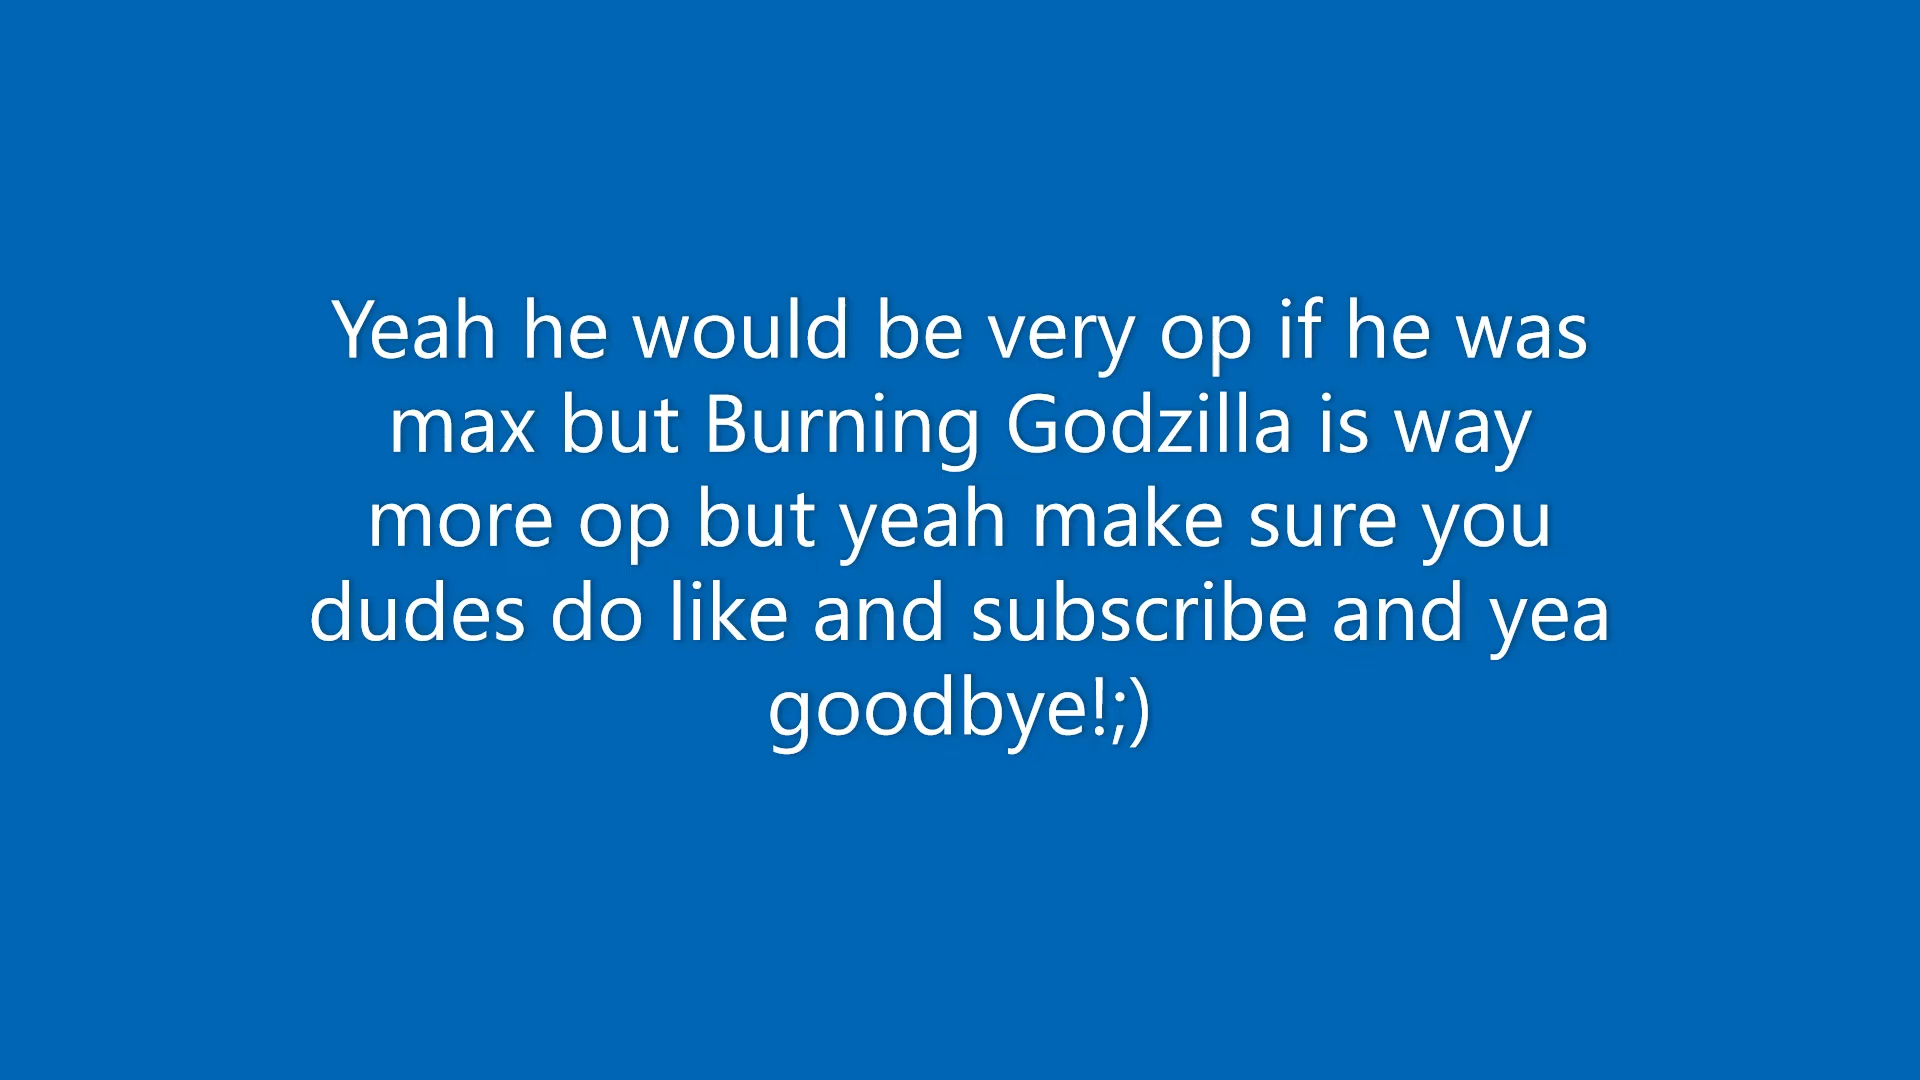 Yeah he would be very op if he was
max but Burning Godzilla is way
more op but yeah make sure you
dudes do like and subscribe and yea
goodbye!;)